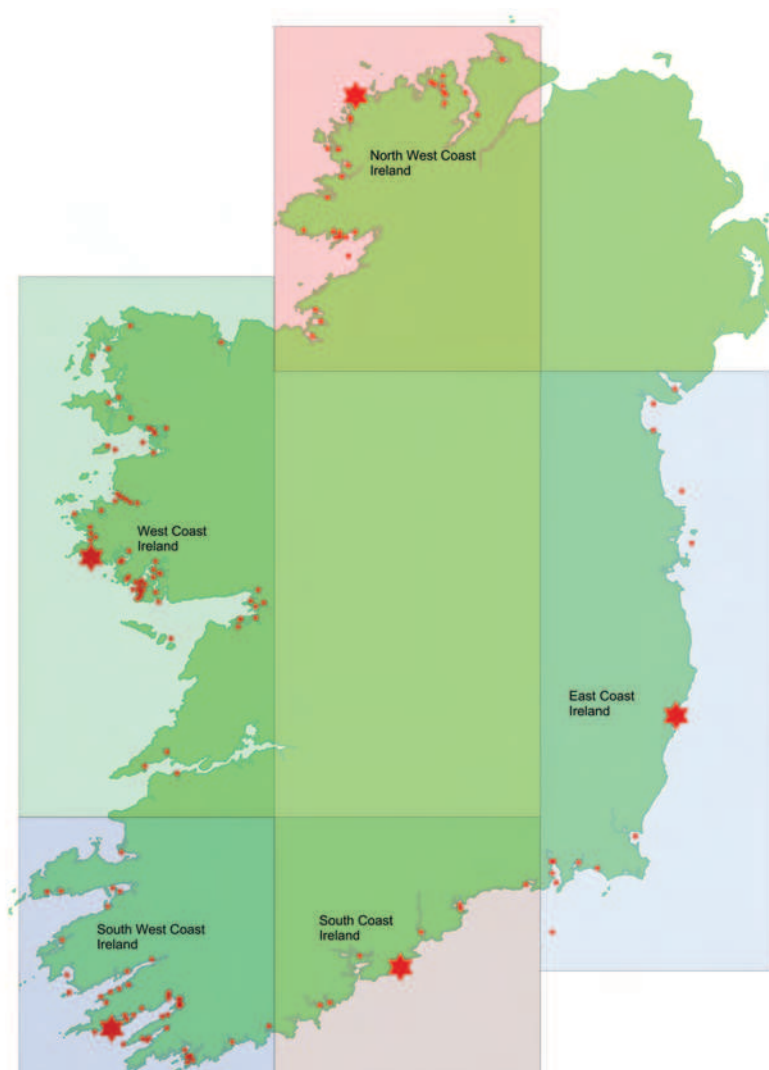 North West Coast
Ireland
West Coast
Ireland
East Coast
Ireland
South West Coast
Ireland
South Coast
Ireland